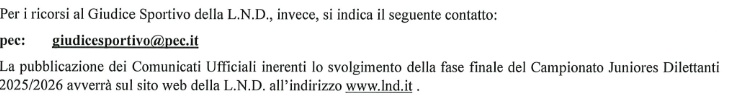 Per i ricorsi al Giudice Sportivo della L.N.D., invece, si indica il seguente contatto:
pec: giudicesportivo@pec.it
La pubblicazione dei Comunicati Ufficiali inerenti lo svolgimento della fase finale del Campionato Juniores Dilettanti
2025/2026 avverrà sul sito web della L.N.D. all'indirizzo www.lnd.it .